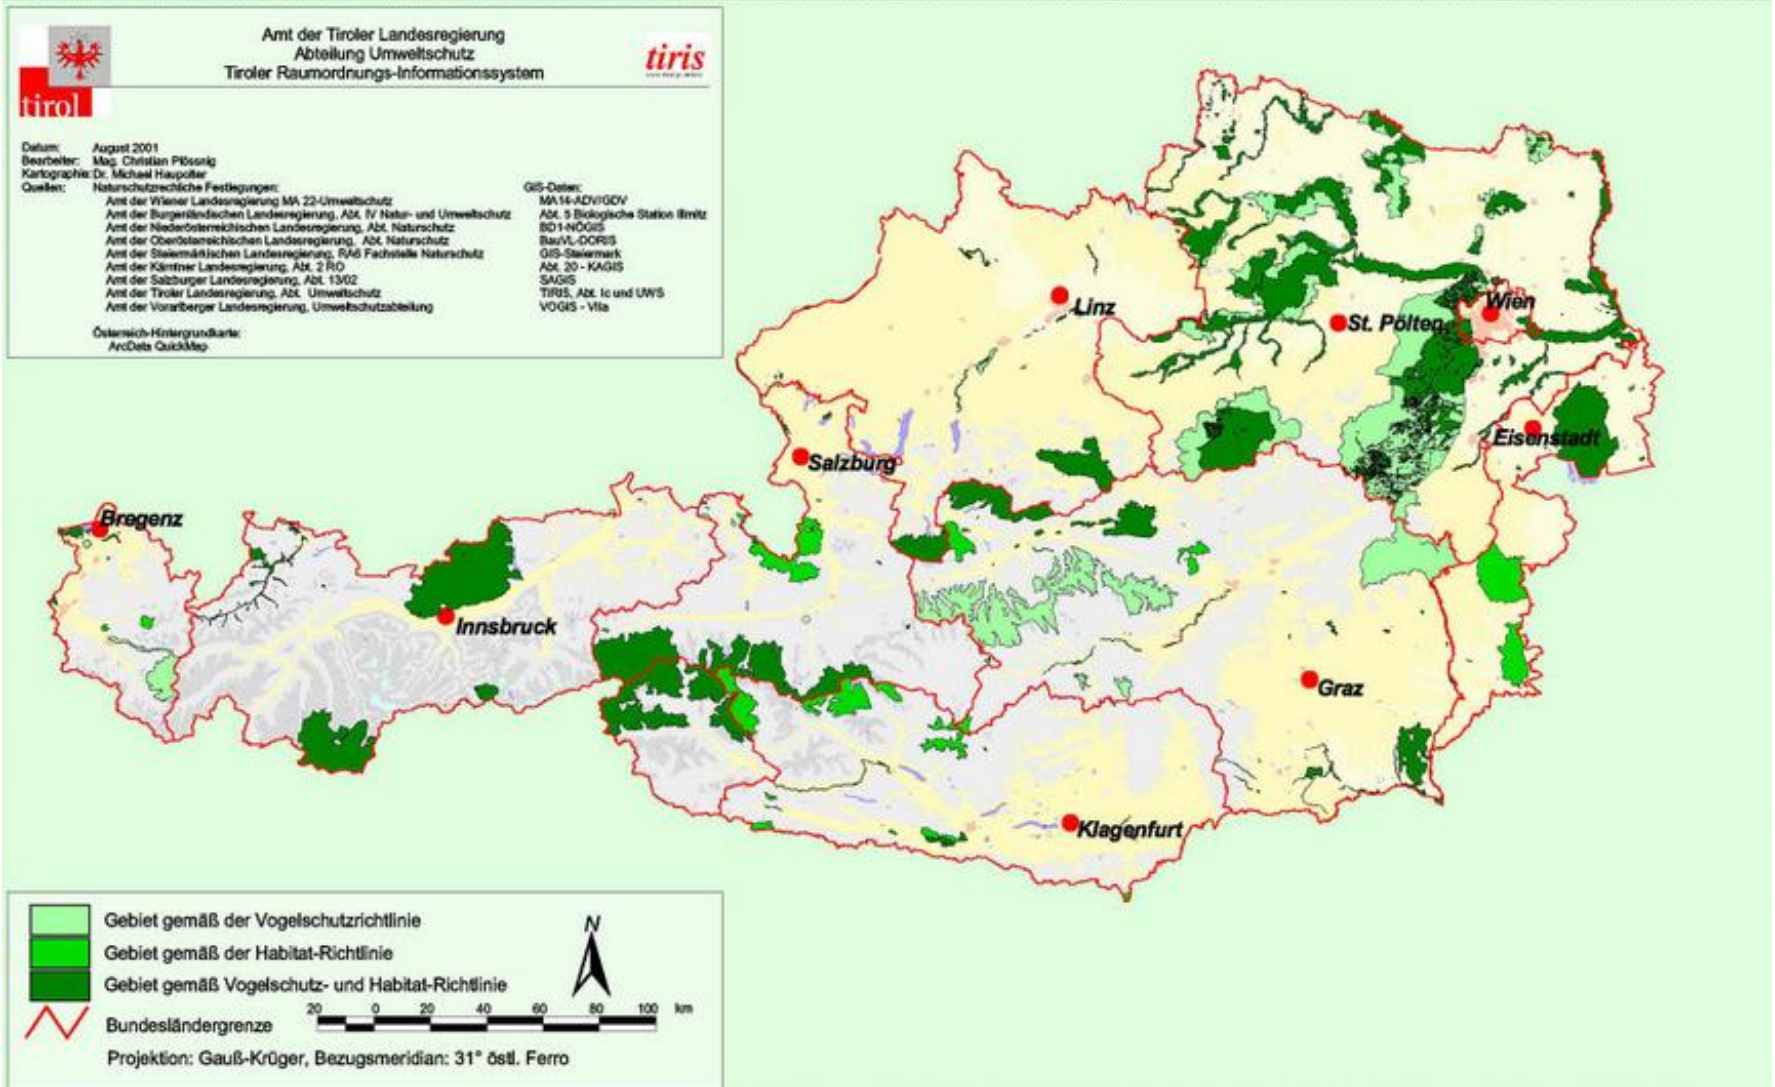 Amt der Tiroler Landesregierung
Abteilung Umweltschutz
Tiroler Raumordnungs-Informationssystem
tirol
tiris
Datum: August 2001
Bearbeiter: Mag. Christian Plössnig
Kartographie: Dr. Michael Haupolter
Quellen: Naturschutzrechliche Festlegungen: GIS-Daten:
Amt der Wiener Landesregierung MA 22-Umweltschutz MA14-ADV/GDV
Amt der Burgenländischen Landesregierung, Abt. IV Natur- und Umweltschutz Abt. 5 Biologische Station Illmitz
Amt der Niederösterreichischen Landesregierung, Abt. Naturschutz BD1-NÖGIS
Amt der Oberösterreichischen Landesregierung, Abt. Naturschutz BauVL-DORIS
Amt der Steiermärkischen Landesregierung, RA6 Fachstelle Naturschutz GIS-Steiermark
Amt der Kärntner Landesregierung, Abt. 2 RO Abt. 20 - KAGIS
Amt der Salzburger Landesregierung, Abt. 13/02 SAGIS
Amt der Tiroler Landesregierung, Abt. Umweltschutz TIRIS, Abt. Ic und UWS
Amt der Vorarlberger Landesregierung, Umweltschutzabteilung VOGIS - VIIa
Österreich-Hintergrundkarte:
ArcData QuickMap
Linz
St. Pölten
Wien
Eisenstadt
Salzburg
Bregenz
Innsbruck
Graz
Klagenfurt
Gebiet gemäß der Vogelschutzrichtlinie
Gebiet gemäß der Habitat-Richtlinie
Gebiet gemäß Vogelschutz- und Habitat-Richtlinie
Bundesländergrenze
N
20 0 20 40 60 80 100 km
Projektion: Gauß-Krüger, Bezugsmeridian: 31° östl. Ferro